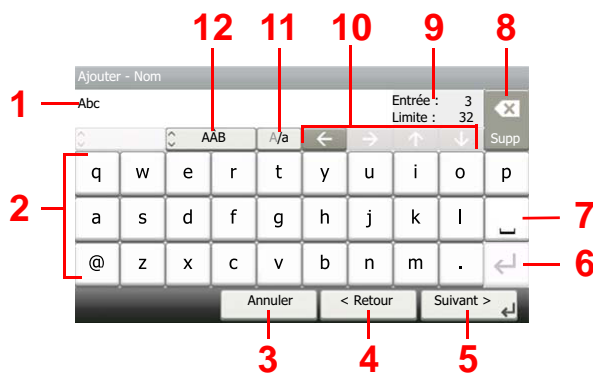 12 11 10 9 8
Ajouter - Nom
1 Abc Entrée : 3
Limite : 32
AÀB A/a ← → ↑ ↓ Supp
2 q w e r t y u i o p
a s d f g h j k l ⎵ 7
@ z x c v b n m . ↵ 6
Annuler < Retour Suivant > ↵
3 4 5